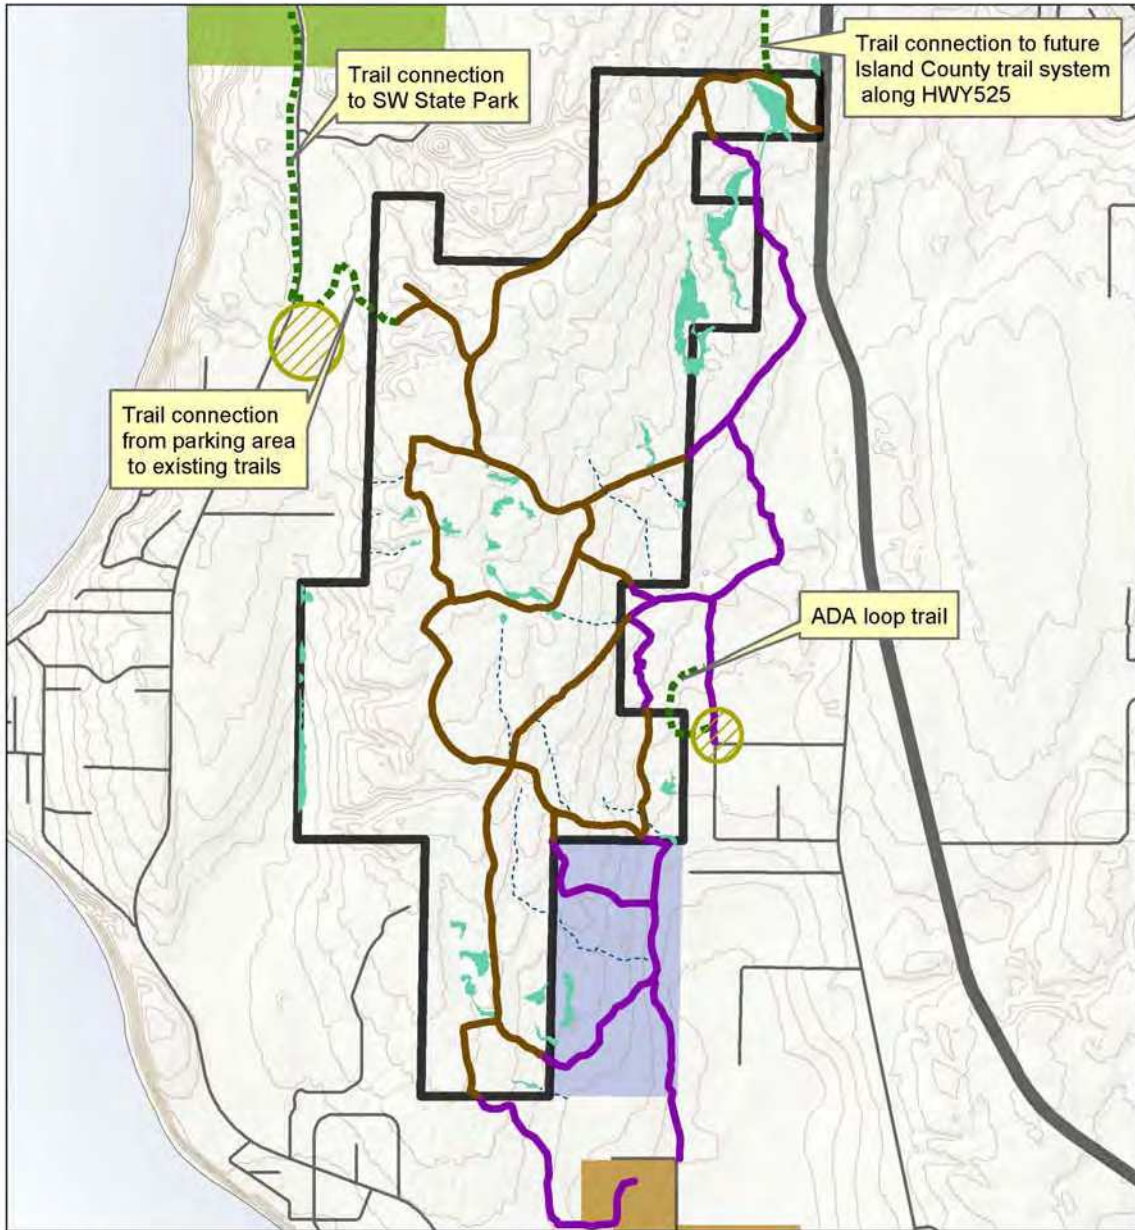 Trail connection
to SW State Park
Trail connection to future
Island County trail system
along HWY525
Trail connection
from parking area
to existing trails
ADA loop trail